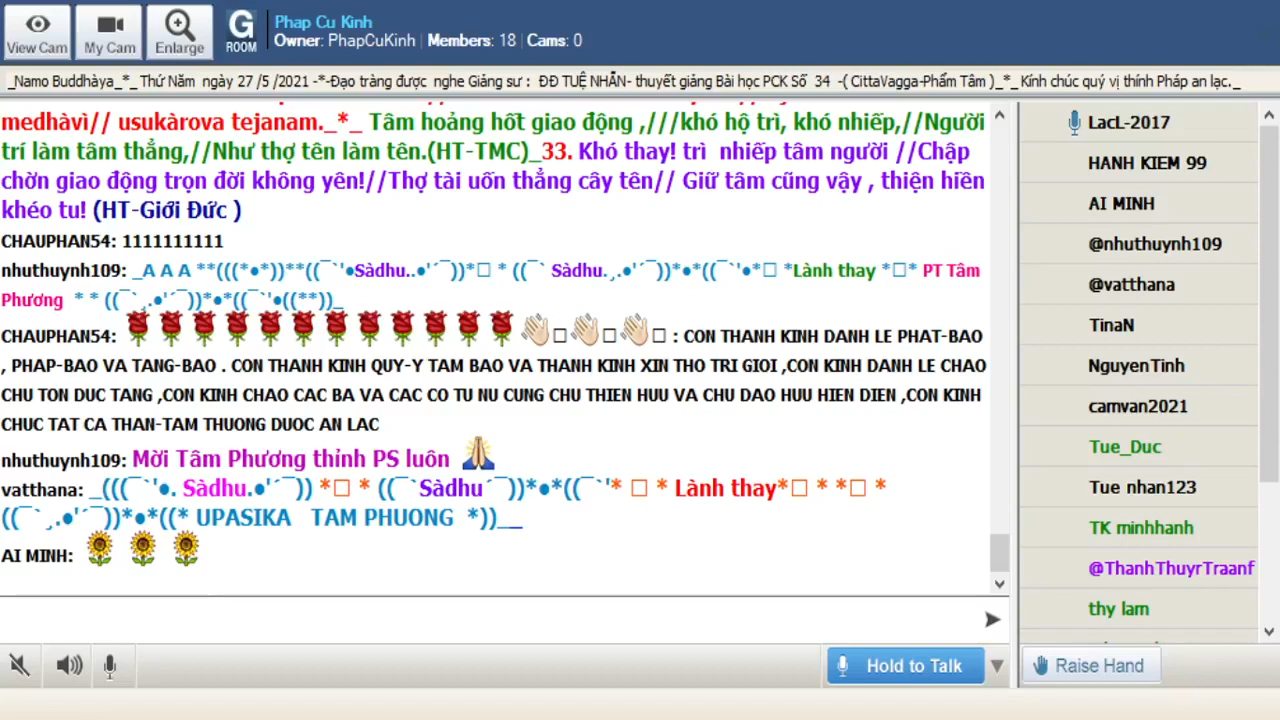 View Cam
My Cam
Enlarge
G
ROOM
Phap Cu Kinh
Owner: PhapCuKinh | Members: 18 | Cams: 0
_Namo Buddhàya_*_ Thứ Năm ngày 27 /5 /2021 -*-Đạo tràng được nghe Giảng sư : ĐĐ TUỆ NHẪN- thuyết giảng Bài học PCK Số 34 -( CittaVagga-Phẩm Tâm )_*_ Kính chúc quý vị thính Pháp an lạc._
medhàvì// usukàrova tejanam._*_ Tâm hoảng hốt giao động ,///khó hộ trì, khó nhiếp,//Người
trí làm tâm thẳng,//Như thợ tên làm tên.(HT-TMC)_33. Khó thay! trì nhiếp tâm người //Chập
chờn giao động trọn đời không yên!//Thợ tài uốn thẳng cây tên// Giữ tâm cũng vậy , thiện hiền
khéo tu! (HT-Giới Đức )
CHAUPHAN54: 1111111111
nhuthuynh109: _A A A **(((*●*))**((¯`'●Sàdhu..●'´¯))*□ * ((¯` Sàdhu.¸.●'´¯))*●*((¯`'●*□ *Lành thay *□* PT Tâm
Phương * * ((¯`¸.●'´¯))*●*((¯`'●((**))_
CHAUPHAN54: 🌹🌹🌹🌹🌹🌹🌹🌹🌹🌹🌹🌹👋□👋□👋□ : CON THANH KINH DANH LE PHAT-BAO
, PHAP-BAO VA TANG-BAO . CON THANH KINH QUY-Y TAM BAO VA THANH KINH XIN THO TRI GIOI ,CON KINH DANH LE CHAO
CHU TON DUC TANG ,CON KINH CHAO CAC BA VA CAC CO TU NU CUNG CHU THIEN HUU VA CHU DAO HUU HIEN DIEN ,CON KINH
CHUC TAT CA THAN-TAM THUONG DUOC AN LAC
nhuthuynh109: Mời Tâm Phương thỉnh PS luôn 🙏
vatthana: _(((¯`'●. Sàdhu.●'´¯)) *□ * ((¯`Sàdhu´¯))*●*((¯`'* □ * Lành thay*□ * *□ *
((¯`¸.●'´¯))*●*((* UPASIKA TAM PHUONG *))__
AI MINH: 🌻 🌻 🌻
Hold to Talk
LacL-2017
HANH KIEM 99
AI MINH
@nhuthuynh109
@vatthana
TinaN
NguyenTinh
camvan2021
Tue_Duc
Tue nhan123
TK minhhanh
@ThanhThuyrTraanf
thy lam
Raise Hand